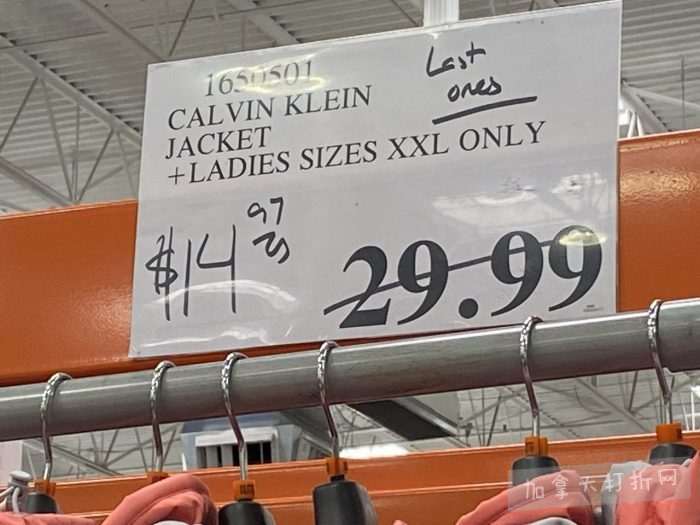 1650501
Last
ones
CALVIN KLEIN
JACKET
+LADIES SIZES XXL ONLY
$14 97
29.99
加拿大打折网